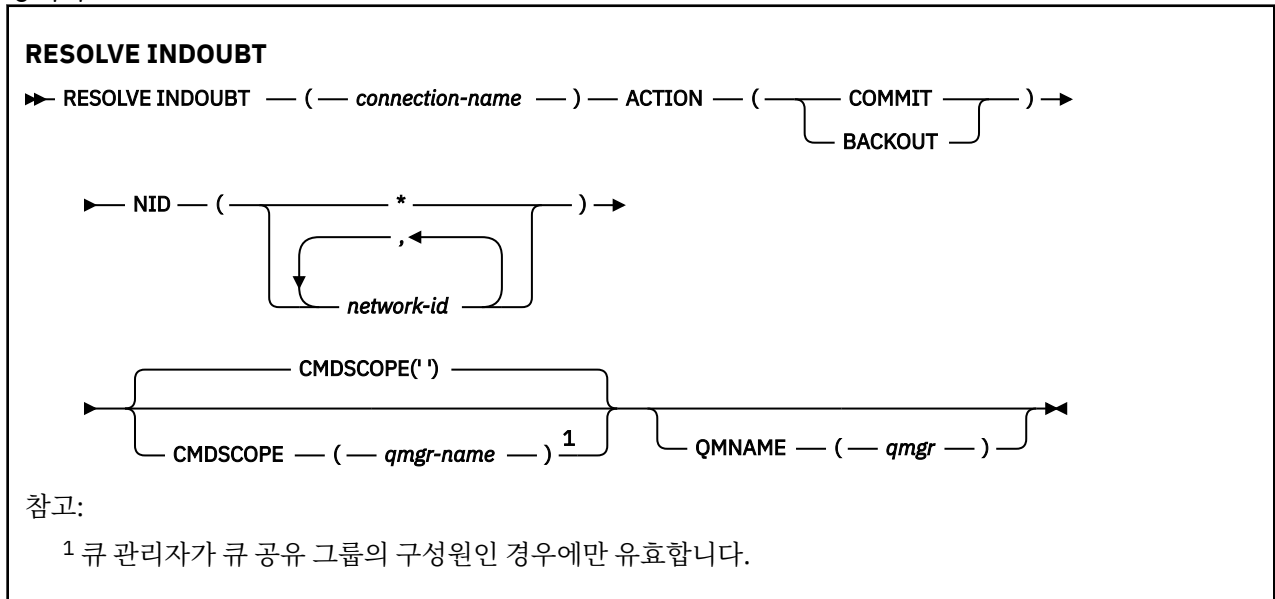 RESOLVE INDOUBT
RESOLVE INDOUBT ( connection-name ) ACTION ( COMMIT )
BACKOUT
NID ( * )
,
network-id
CMDSCOPE(' ')
CMDSCOPE ( qmgr-name ) 1
QMNAME ( qmgr )
참고:
1 큐 관리자가 큐 공유 그룹의 구성원인 경우에만 유효합니다.